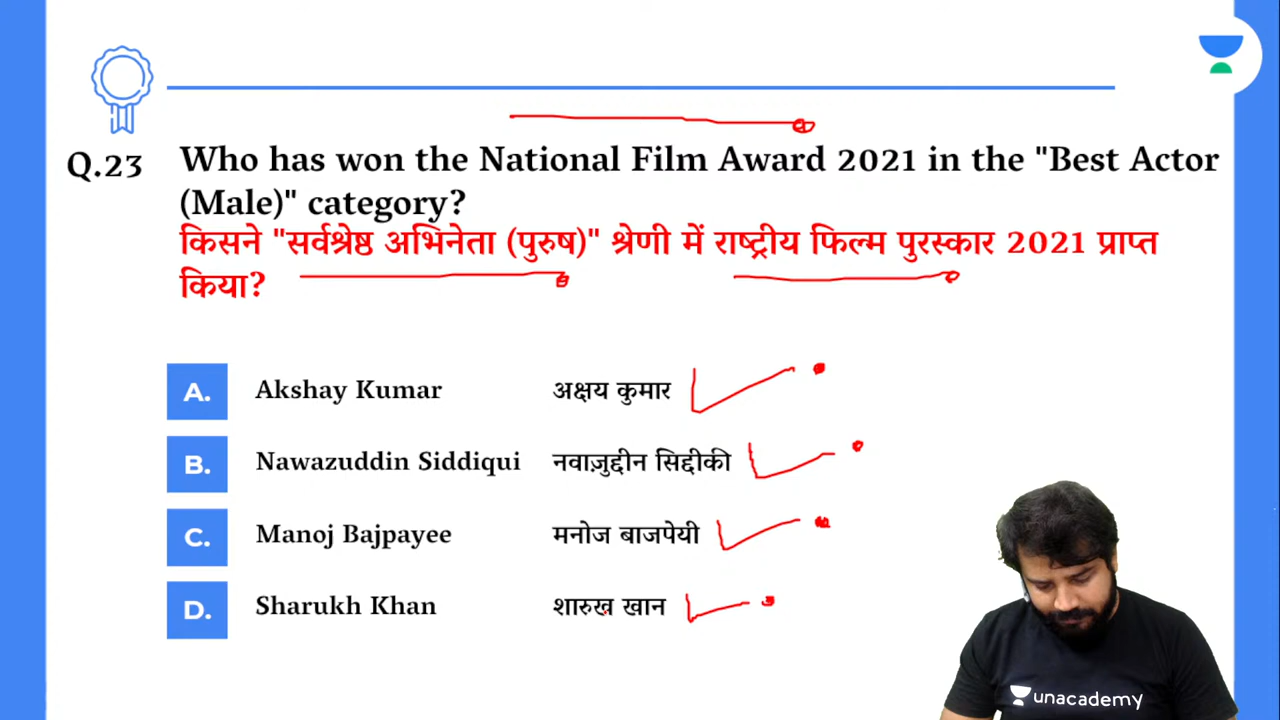 Q.23 Who has won the National Film Award 2021 in the "Best Actor
(Male)" category?
किसने "सर्वश्रेष्ठ अभिनेता (पुरुष)" श्रेणी में राष्ट्रीय फिल्म पुरस्कार 2021 प्राप्त
किया?
A. Akshay Kumar अक्षय कुमार
B. Nawazuddin Siddiqui नवाज़ुद्दीन सिद्दीकी
C. Manoj Bajpayee मनोज बाजपेयी
D. Sharukh Khan शारुख खान
unacademy